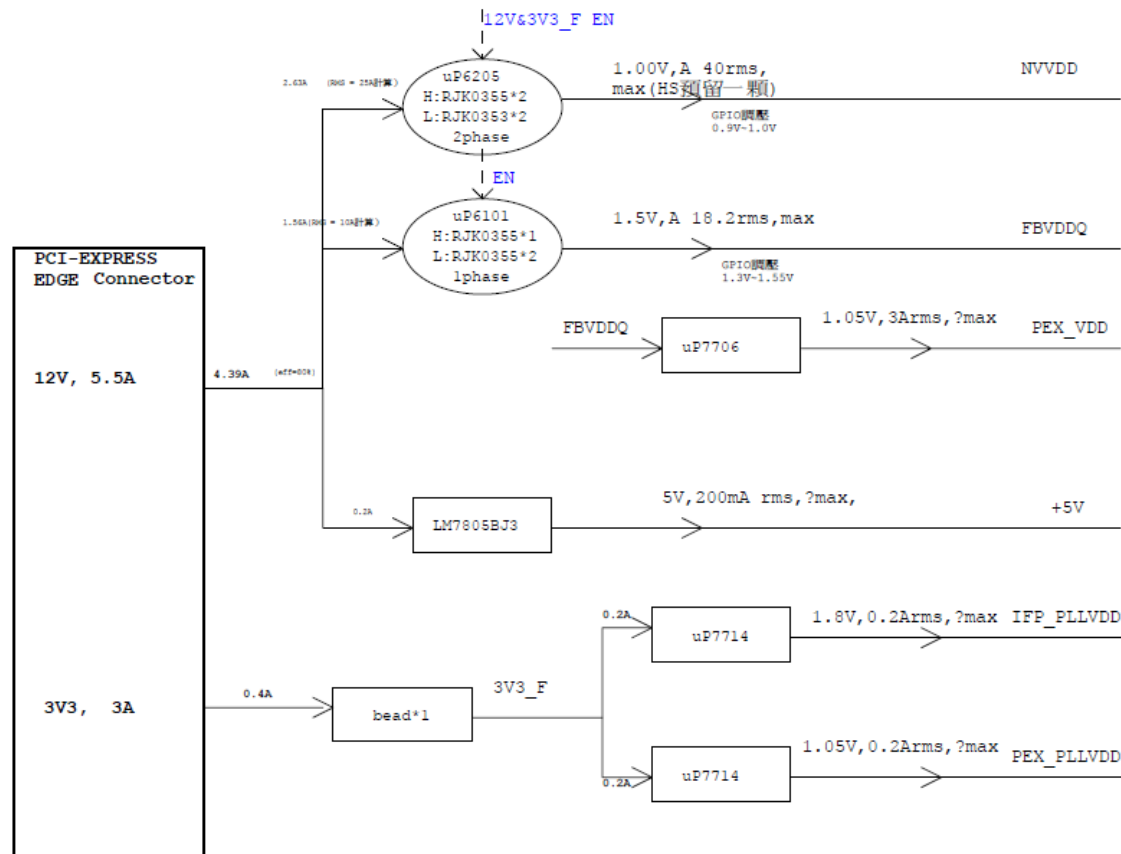 12V&3V3_F EN
2.63A (RMS = 25A計算)
uP6205
H:RJK0355*2
L:RJK0353*2
2phase
1.00V,A 40rms,
max(HS預留一顆)
GPIO調壓
0.9V~1.0V
NVVDD
EN
1.56A(RMS = 10A計算)
uP6101
H:RJK0355*1
L:RJK0355*2
1phase
1.5V,A 18.2rms,max
GPIO調壓
1.3V~1.55V
FBVDDQ
PCI-EXPRESS
EDGE Connector
FBVDDQ
uP7706
1.05V,3Arms,?max
PEX_VDD
12V, 5.5A
4.39A (eff=80%)
0.2A
LM7805BJ3
5V,200mA rms,?max,
+5V
3V3, 3A
0.4A
bead*1
3V3_F
0.2A
uP7714
1.8V,0.2Arms,?max
IFP_PLLVDD
0.2A
uP7714
1.05V,0.2Arms,?max
PEX_PLLVDD